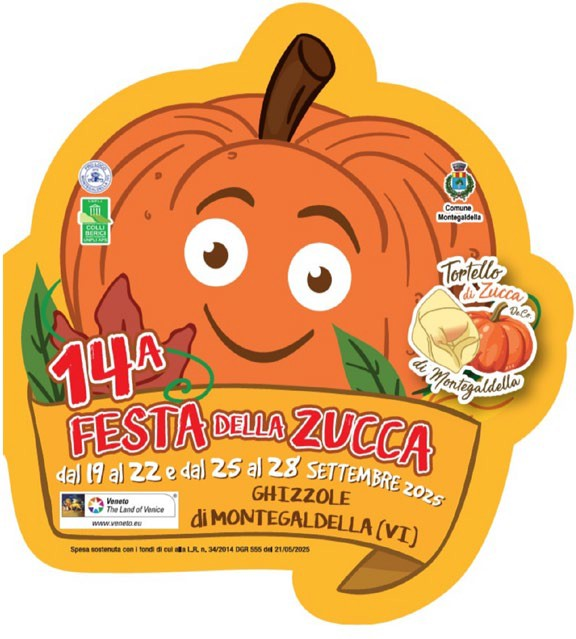 Comune
Montegaldella
COLLI
BERICI
Tortello
di Zucca
De.Co.
di Montegaldella
14A
FESTA DELLA ZUCCA
dal 19 al 22 e dal 25 al 28 SETTEMBRE 2025
GHIZZOLE
di MONTEGALDELLA (VI)
Veneto
The Land of Venice
www.veneto.eu
Spesa sostenuta con i fondi di cui alla L.R. n. 34/2014 DGR 555 del 21/05/2025